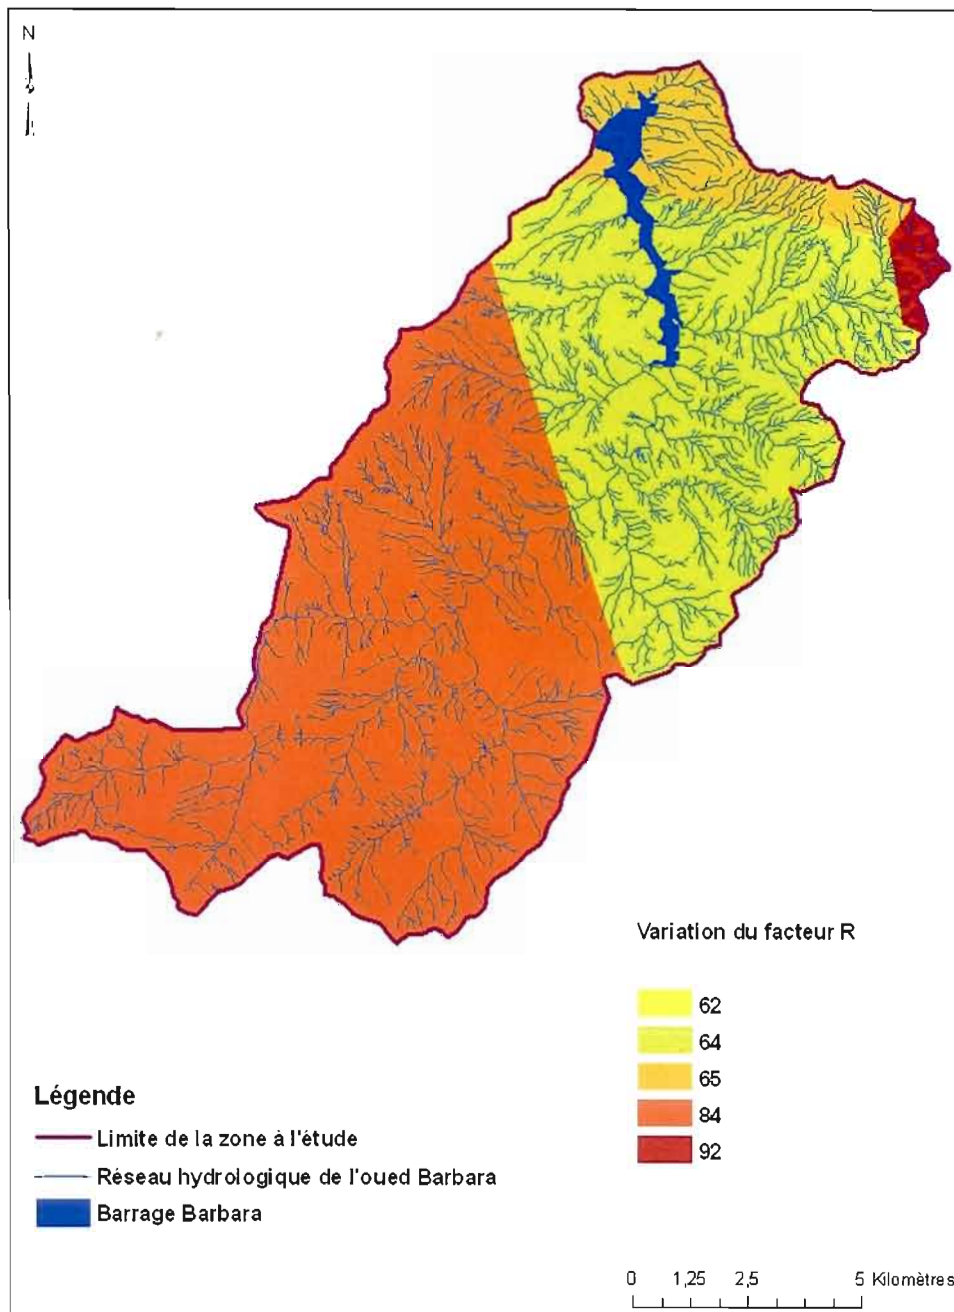 N
Variation du facteur R
62
64
65
84
92
Légende
Limite de la zone à l'étude
Réseau hydrologique de l'oued Barbara
Barrage Barbara
0 1,25 2,5 5 Kilomètres